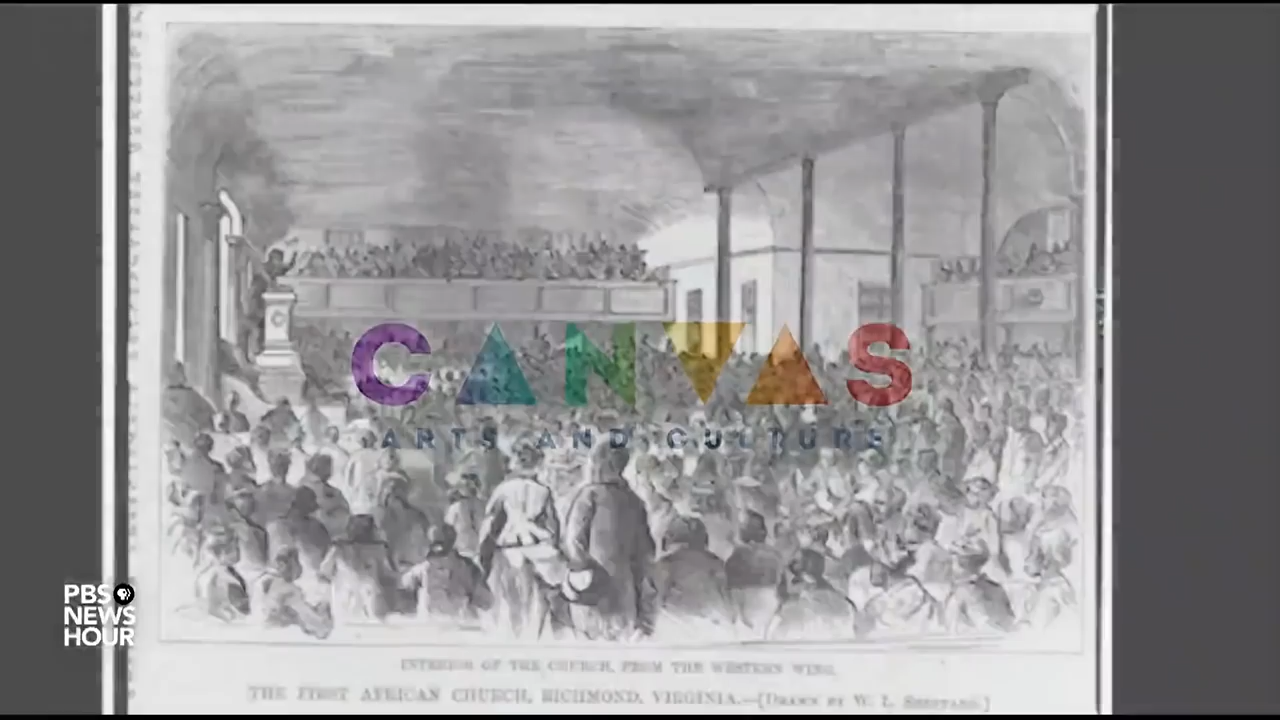 CANVAS
ARTS AND CULTURE
PBS
NEWS
HOUR
INTERIOR OF THE CHURCH, FROM THE WESTERN WING.
THE FIRST AFRICAN CHURCH, RICHMOND, VIRGINIA.—[DRAWN BY W. L. SHEPPARD.]